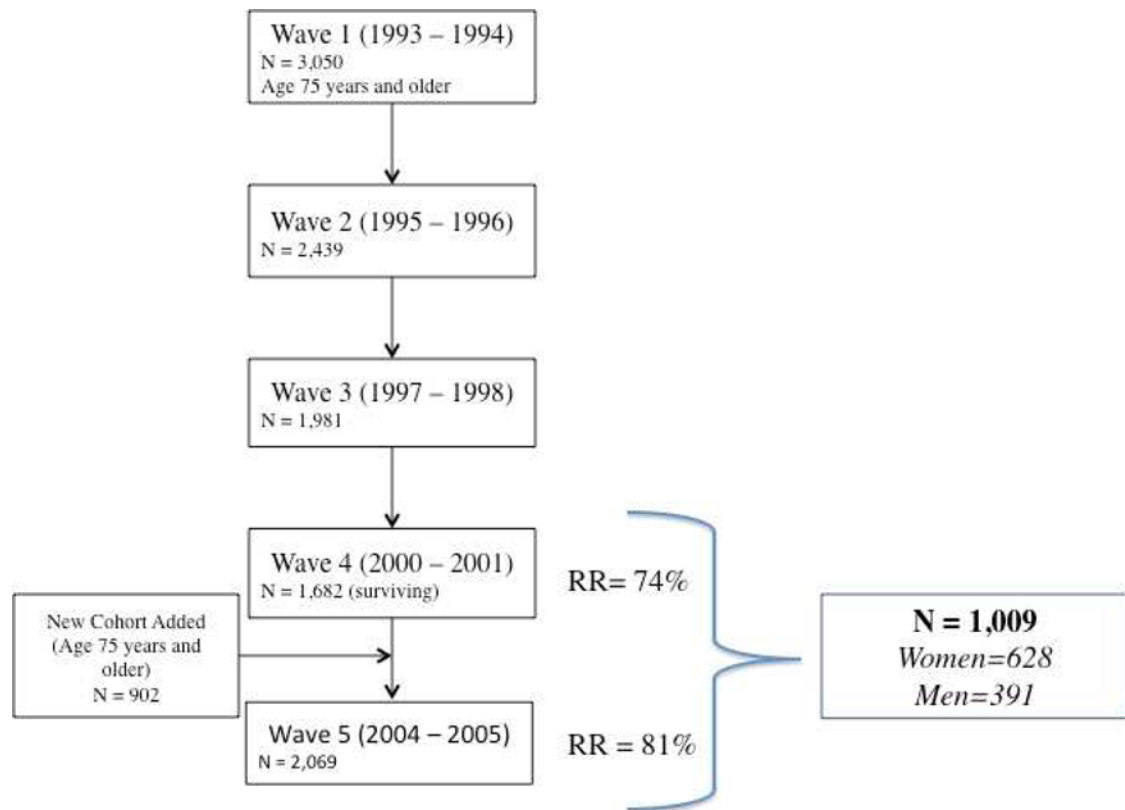 Wave 1 (1993 – 1994)
N = 3,050
Age 75 years and older
Wave 2 (1995 – 1996)
N = 2,439
Wave 3 (1997 – 1998)
N = 1,981
Wave 4 (2000 – 2001)
N = 1,682 (surviving)
RR= 74%
New Cohort Added
(Age 75 years and
older)
N = 902
N = 1,009
Women=628
Men=391
Wave 5 (2004 – 2005)
N = 2,069
RR = 81%